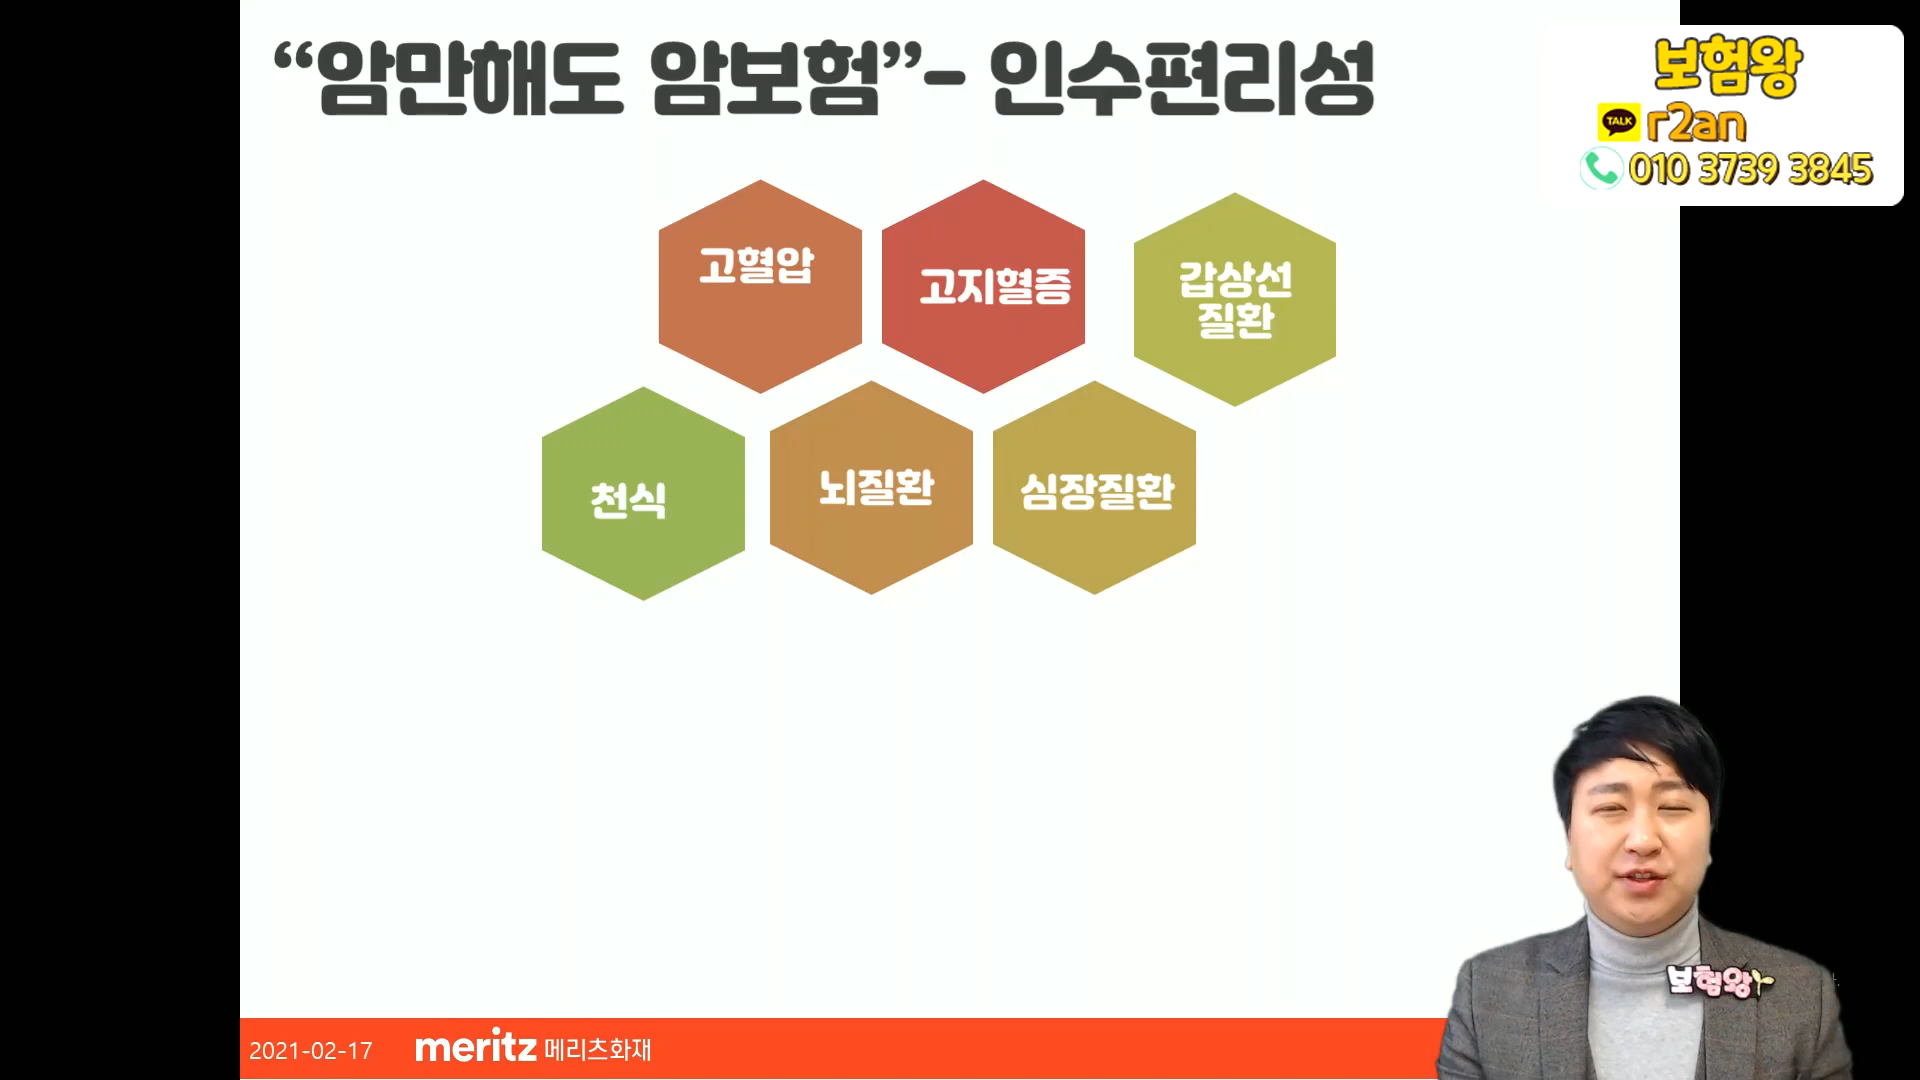 “암만해도 암보험”- 인수편리성
보험왕
TALK r2an
010 3739 3845
고혈압
고지혈증
갑상선
질환
천식
뇌질환
심장질환
보험왕
2021-02-17
meritz 메리츠화재